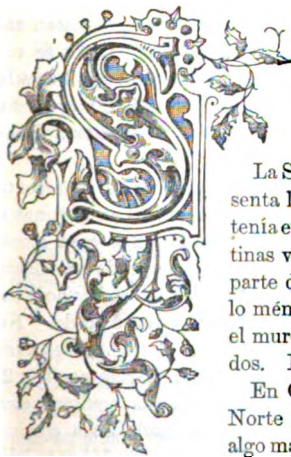 S
La S
senta
tenía e
tinas v
parte d
lo mén
el mur
dos.
En
Norte
algo ma